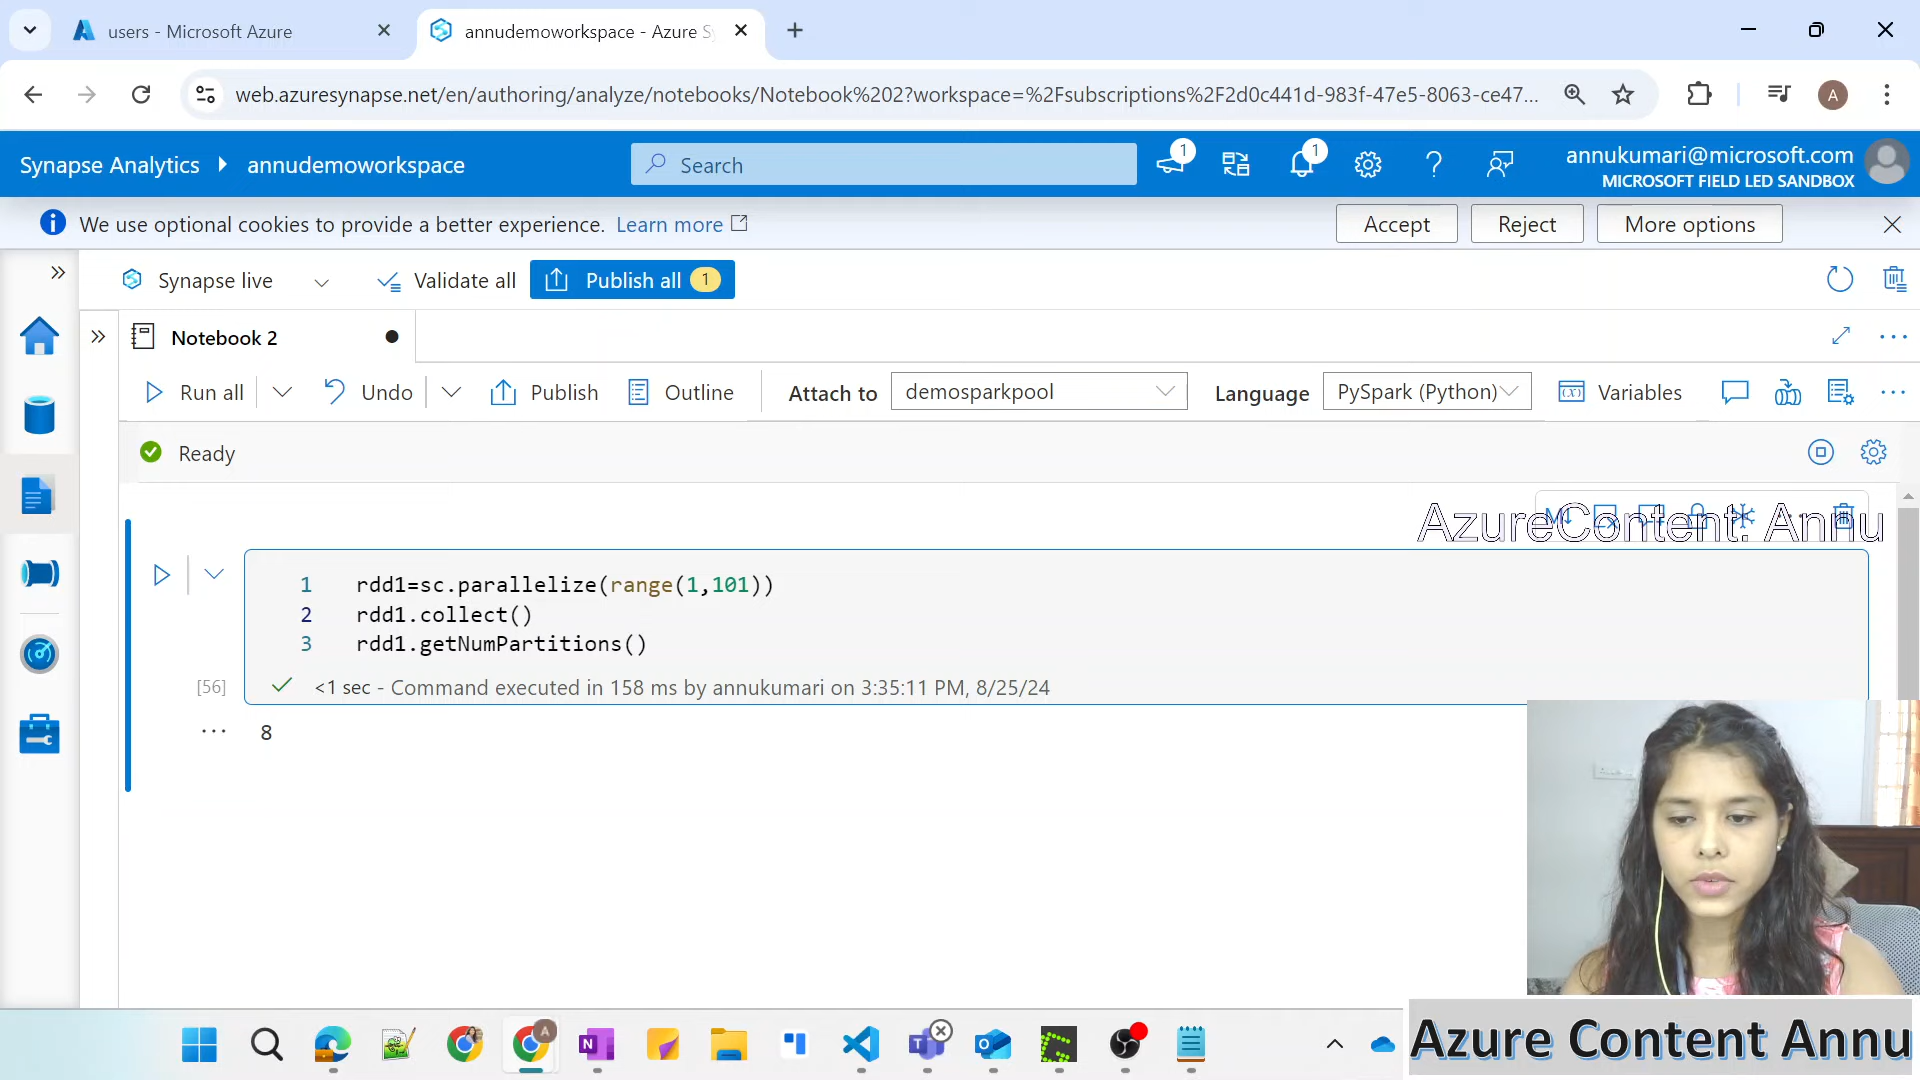 users - Microsoft Azure
annudemoworkspace - Azure S
web.azuresynapse.net/en/authoring/analyze/notebooks/Notebook%202?workspace=%2Fsubscriptions%2F2d0c441d-983f-47e5-8063-ce47...
A
Synapse Analytics
annudemoworkspace
Search
1
1
annukumari@microsoft.com
MICROSOFT FIELD LED SANDBOX
We use optional cookies to provide a better experience. Learn more
Accept
Reject
More options
Synapse live
Validate all
Publish all 1
Notebook 2
Run all
Undo
Publish
Outline
Attach to
demosparkpool
Language
PySpark (Python)
Variables
Ready
AzureContent. Annu
1 rdd1=sc.parallelize(range(1,101))
2 rdd1.collect()
3 rdd1.getNumPartitions()
[56]
<1 sec - Command executed in 158 ms by annukumari on 3:35:11 PM, 8/25/24
8
Azure Content Annu